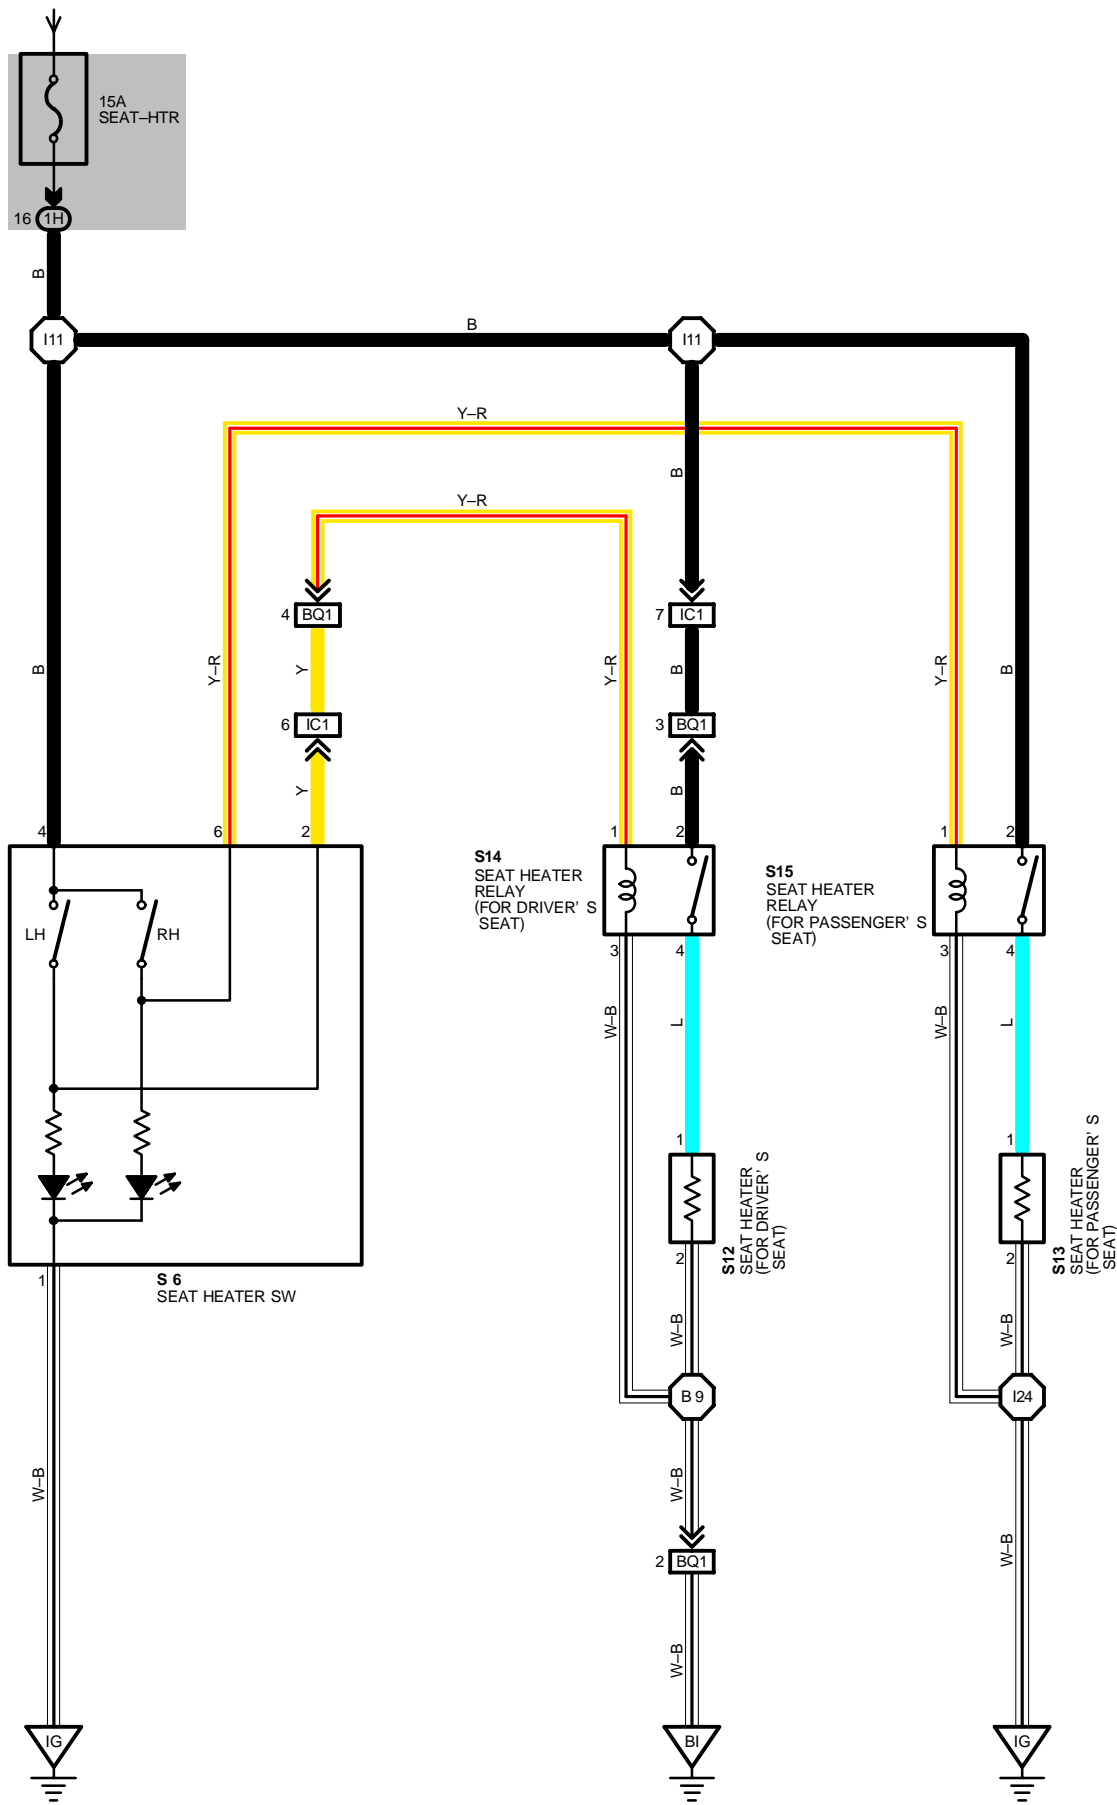 15A
SEAT–HTR
16
1H
B
I11
B
I11
Y–R
B
Y–R
4
BQ1
7
IC1
B
Y–R
Y
Y–R
B
Y–R
B
6
IC1
3
BQ1
Y
B
4
6
2
1
2
1
2
S14
SEAT HEATER
RELAY
(FOR DRIVER' S
SEAT)
S15
SEAT HEATER
RELAY
(FOR PASSENGER' S
SEAT)
LH
RH
3
4
3
4
W–B
L
W–B
L
1
1
S12
SEAT HEATER
(FOR DRIVER' S
SEAT)
S13
SEAT HEATER
(FOR PASSENGER' S
SEAT)
2
2
1
S 6
SEAT HEATER SW
W–B
W–B
B 9
I24
W–B
W–B
W–B
2
BQ1
W–B
IG
BI
IG